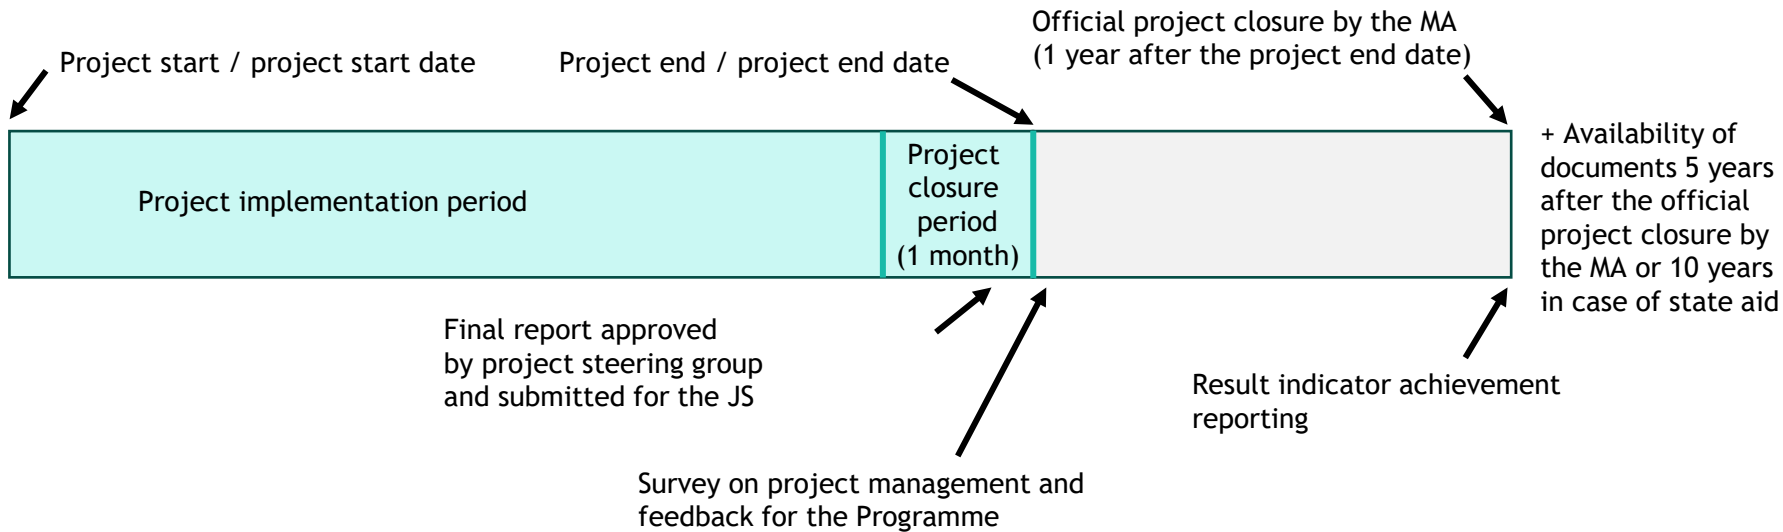 Official project closure by the MA
(1 year after the project end date)
Project start / project start date
Project end / project end date
Project implementation period
Project
closure
period
(1 month)
+ Availability of
documents 5 years
after the official
project closure by
the MA or 10 years
in case of state aid
Final report approved
by project steering group
and submitted for the JS
Result indicator achievement
reporting
Survey on project management and
feedback for the Programme